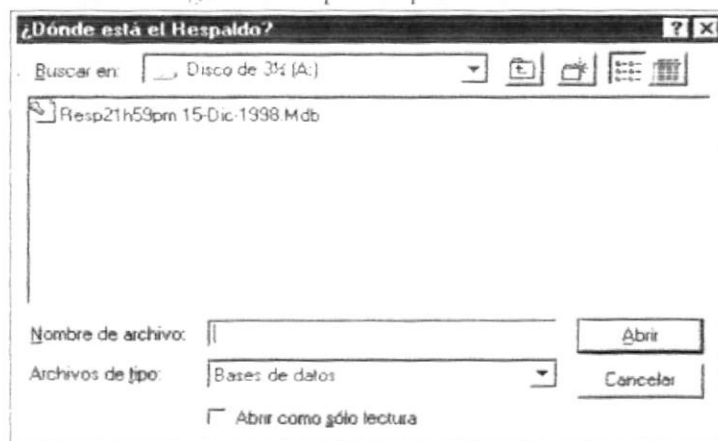 ¿Dónde está el Respaldo?
Buscar en: Disco de 3½ (A:)
Resp21h59pm 15-Dic-1998.Mdb
Nombre de archivo:
Abrir
Archivos de tipo: Bases de datos
Cancelar
Abrir como sólo lectura